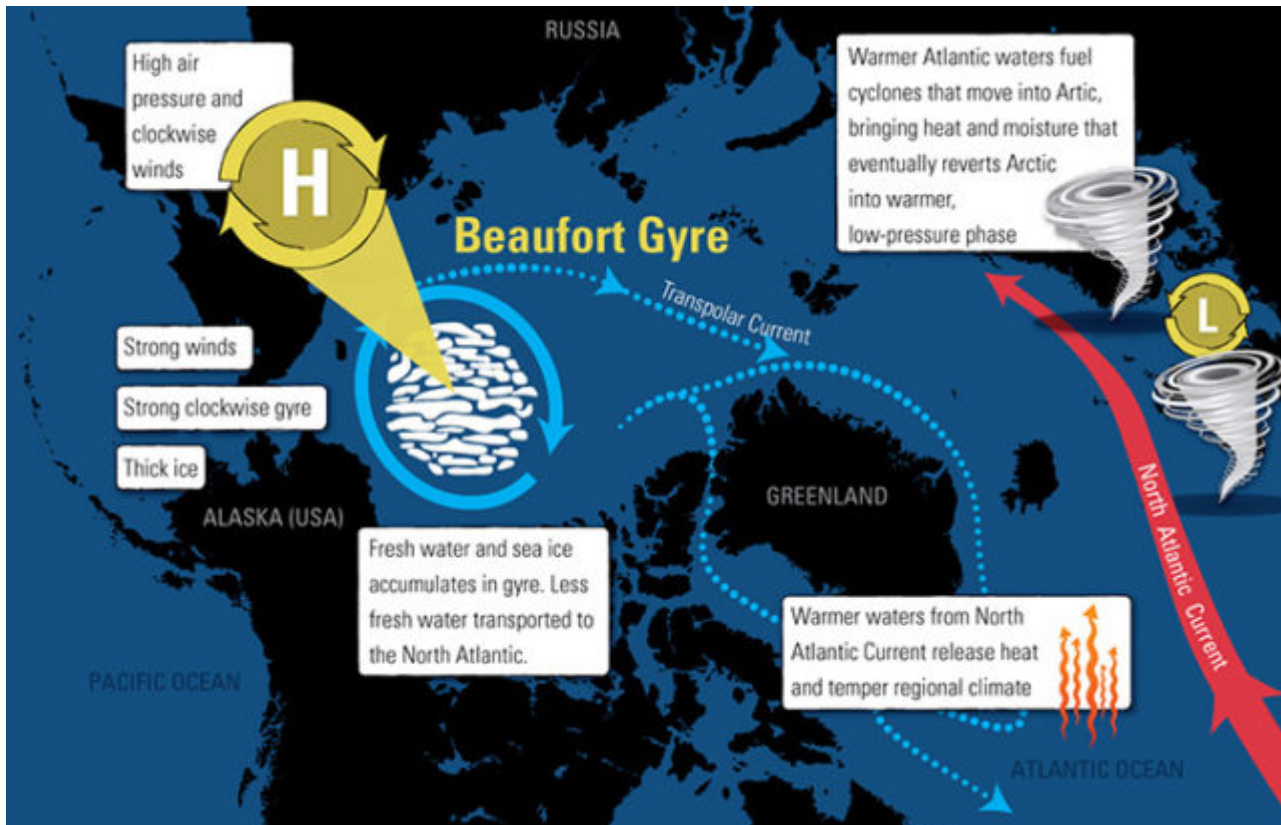 RUSSIA
High air
pressure and
clockwise
winds
H
Warmer Atlantic waters fuel
cyclones that move into Artic,
bringing heat and moisture that
eventually reverts Arctic
into warmer,
low-pressure phase
Beaufort Gyre
Transpolar Current
L
Strong winds
Strong clockwise gyre
Thick ice
ALASKA (USA)
GREENLAND
North Atlantic Current
Fresh water and sea ice
accumulates in gyre. Less
fresh water transported to
the North Atlantic.
Warmer waters from North
Atlantic Current release heat
and temper regional climate
PACIFIC OCEAN
ATLANTIC OCEAN